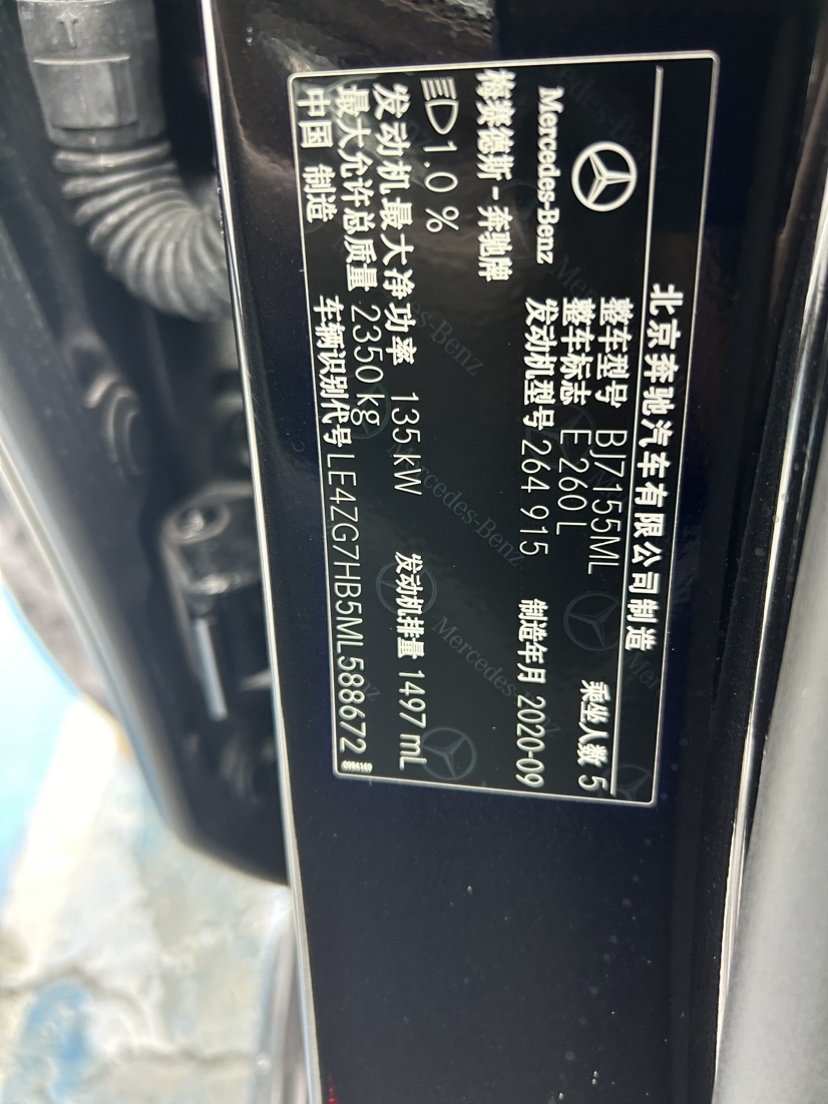 北京奔驰汽车有限公司制造
Mercedes-Benz
整车型号 BJ7155ML 乘坐人数 5
整车标志 E 260 L
发动机型号 264 915 制造年月 2020-09
梅赛德斯-奔驰牌
1.0 %
发动机最大净功率 135 kW 发动机排量 1497 mL
最大允许总质量 2350 kg
中国 制造 车辆识别代号 LE4ZG7HB5ML588672